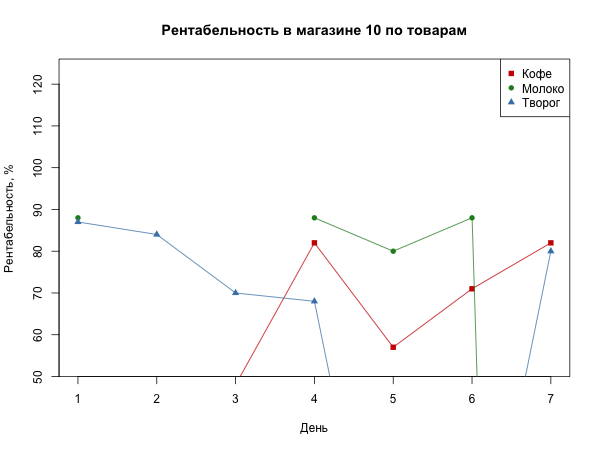 Рентабельность в магазине 10 по товарам
Кофе
Молоко
Творог
Рентабельность, %
120
110
100
90
80
70
60
50
1 2 3 4 5 6 7
День